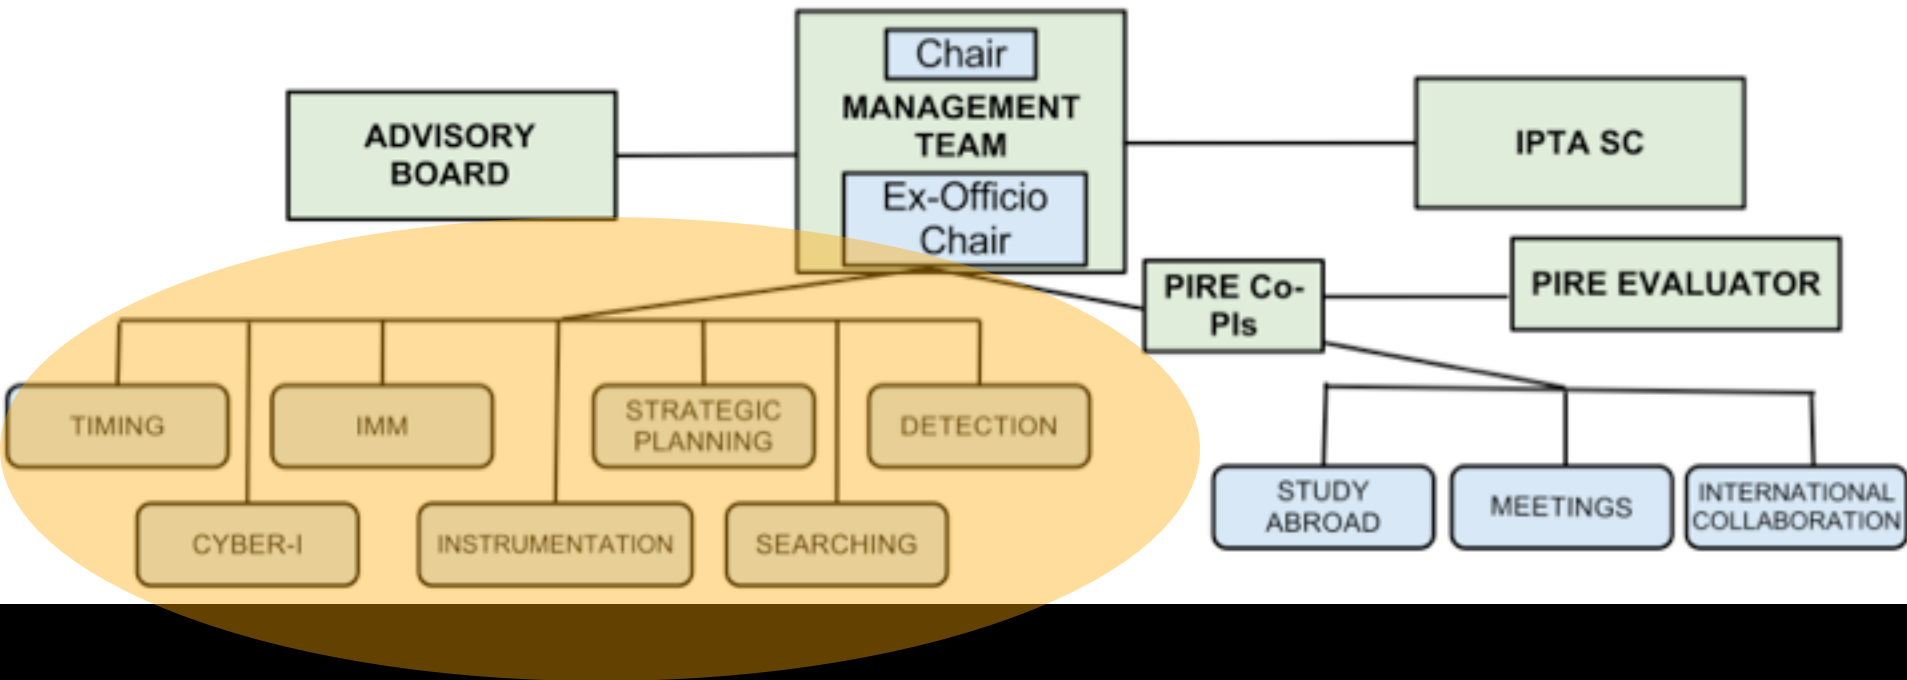 Chair
MANAGEMENT
TEAM
Ex-Officio
Chair
ADVISORY
BOARD
IPTA SC
PIRE Co-
PIs
PIRE EVALUATOR
TIMING
IMM
STRATEGIC
PLANNING
DETECTION
CYBER-I
INSTRUMENTATION
SEARCHING
STUDY
ABROAD
MEETINGS
INTERNATIONAL
COLLABORATION